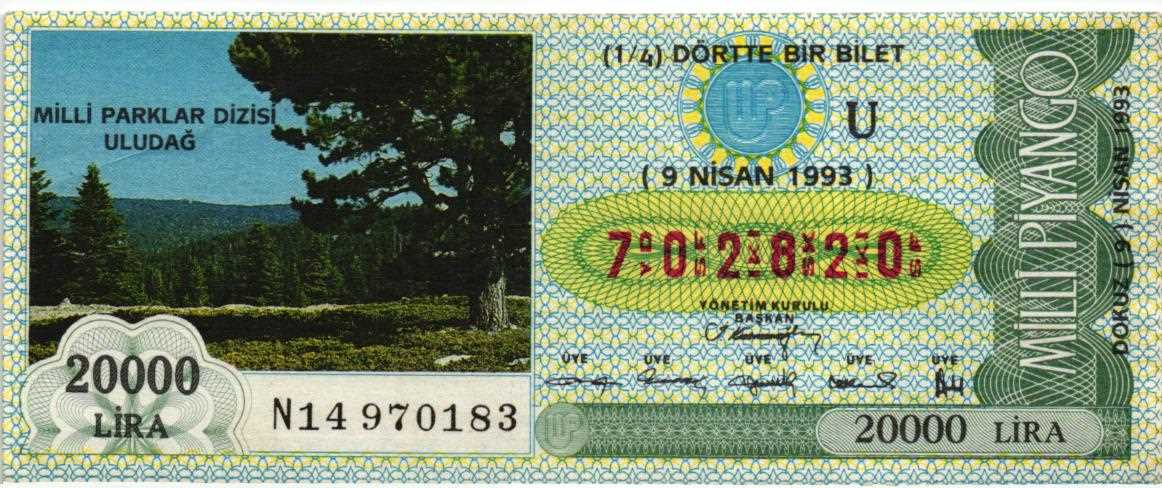 MİLLİ PARKLAR DİZİSİ
ULUDAĞ
20000
LİRA
N14 970183
(1/4) DÖRTTE BİR BİLET
MP
U
( 9 NİSAN 1993 )
7 0 2 8 2 0
YÖNETİM KURULU
BAŞKAN
ÜYE ÜYE ÜYE ÜYE ÜYE
MP
20000 LİRA
MİLLİ PİYANGO
DOKUZ ( 9 ) NİSAN 1993